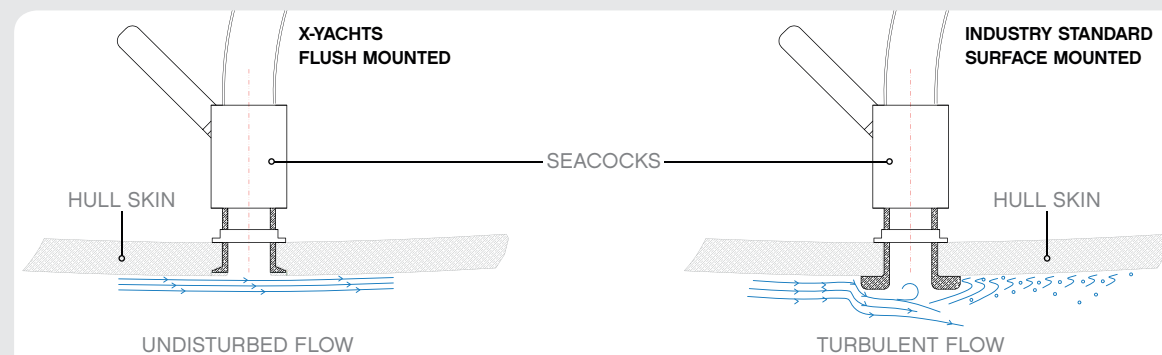 X-YACHTS
FLUSH MOUNTED
INDUSTRY STANDARD
SURFACE MOUNTED
SEACOCKS
HULL SKIN
HULL SKIN
UNDISTURBED FLOW
TURBULENT FLOW